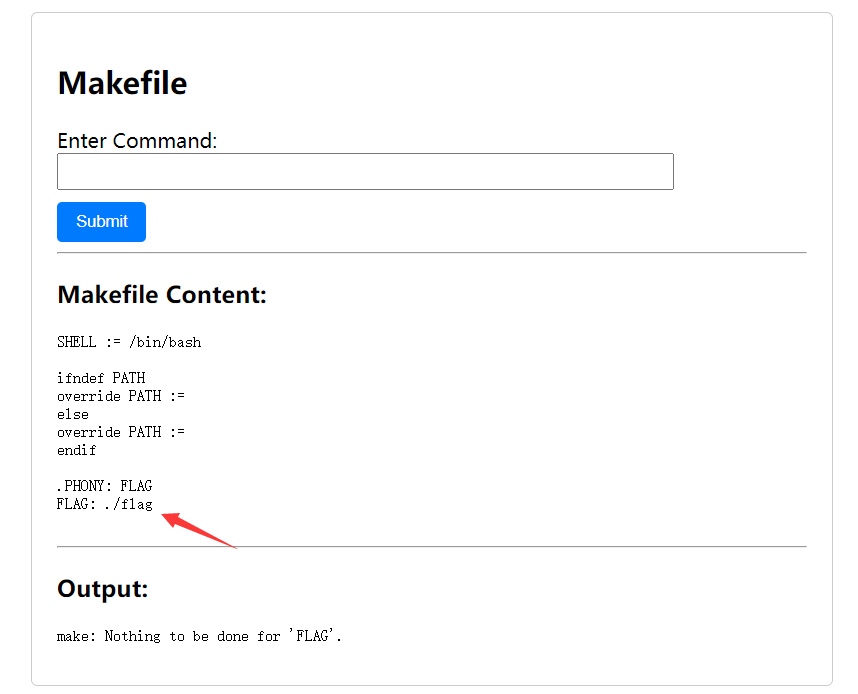 Makefile
Enter Command:
Submit
Makefile Content:
SHELL := /bin/bash
ifndef PATH
override PATH :=
else
override PATH :=
endif
.PHONY: FLAG
FLAG: ./flag
Output:
make: Nothing to be done for 'FLAG'.